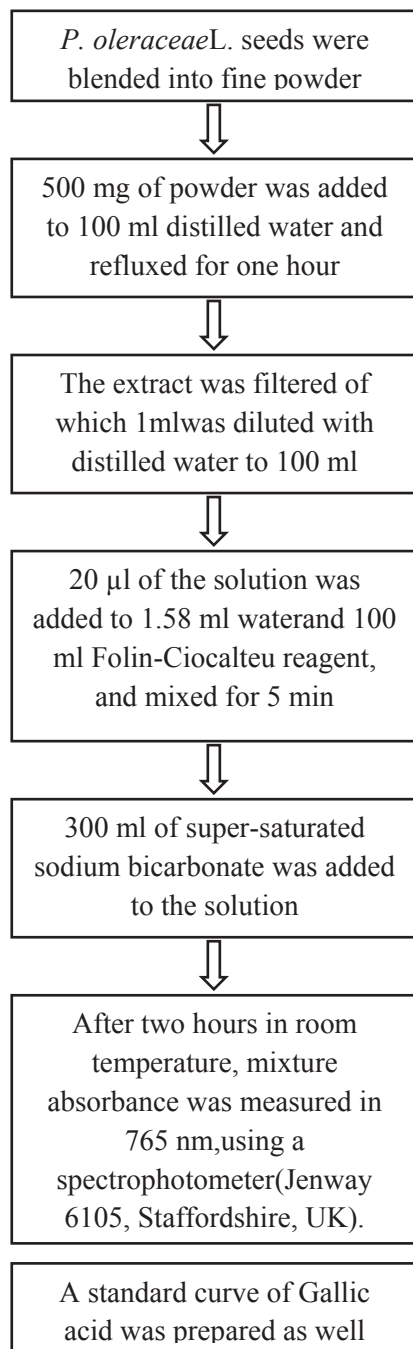 P. oleraceaeL. seeds were
blended into fine powder
500 mg of powder was added
to 100 ml distilled water and
refluxed for one hour
The extract was filtered of
which 1mlwas diluted with
distilled water to 100 ml
20 µl of the solution was
added to 1.58 ml waterand 100
ml Folin-Ciocalteu reagent,
and mixed for 5 min
300 ml of super-saturated
sodium bicarbonate was added
to the solution
After two hours in room
temperature, mixture
absorbance was measured in
765 nm,using a
spectrophotometer(Jenway
6105, Staffordshire, UK).
A standard curve of Gallic
acid was prepared as well